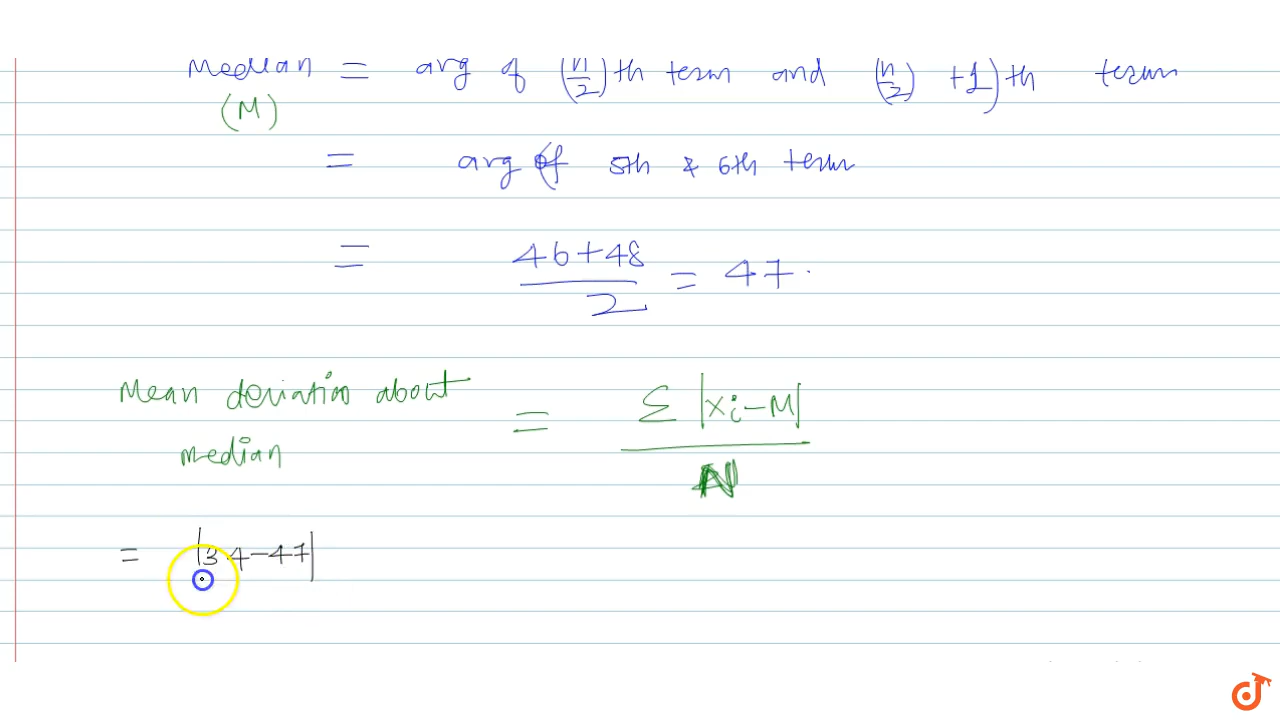 Median = avg of (n/2)th term and (n/2) +1)th term
(M)
= avg of 5th & 6th term
= 46+48/2 = 47.
Mean deviation about median = Σ |xi-M|/N
= |34-47|